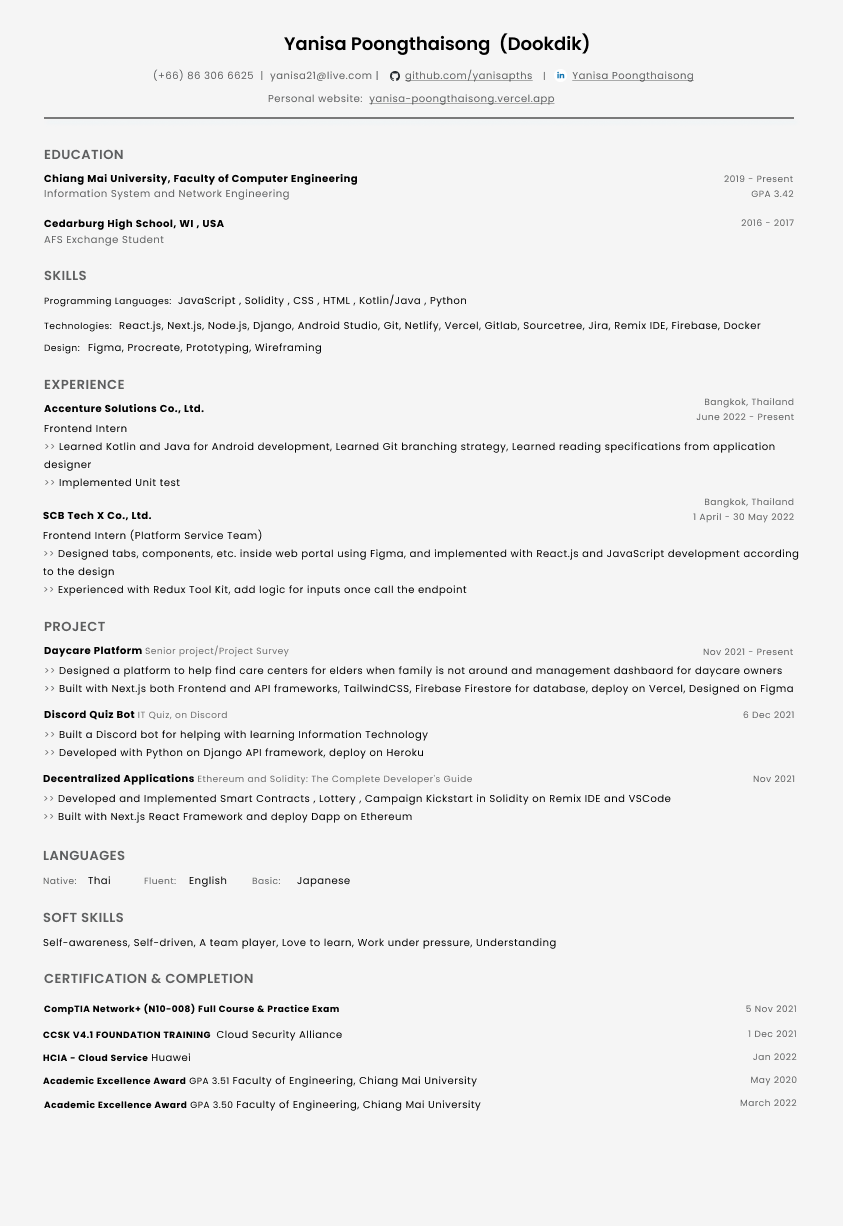 Yanisa Poongthaisong (Dookdik)
(+66) 86 306 6625 | yanisa21@live.com | github.com/yanisapths | in Yanisa Poongthaisong
Personal website: yanisa-poongthaisong.vercel.app
EDUCATION
Chiang Mai University, Faculty of Computer Engineering 2019 - Present
Information System and Network Engineering GPA 3.42
Cedarburg High School, WI , USA 2016 - 2017
AFS Exchange Student
SKILLS
Programming Languages: JavaScript , Solidity , CSS , HTML , Kotlin/Java , Python
Technologies: React.js, Next.js, Node.js, Django, Android Studio, Git, Netlify, Vercel, Gitlab, Sourcetree, Jira, Remix IDE, Firebase, Docker
Design: Figma, Procreate, Prototyping, Wireframing
EXPERIENCE
Bangkok, Thailand
Accenture Solutions Co., Ltd.
June 2022 - Present
Frontend Intern
>> Learned Kotlin and Java for Android development, Learned Git branching strategy, Learned reading specifications from application
designer
>> Implemented Unit test
Bangkok, Thailand
SCB Tech X Co., Ltd. 1 April - 30 May 2022
Frontend Intern (Platform Service Team)
>> Designed tabs, components, etc. inside web portal using Figma, and implemented with React.js and JavaScript development according
to the design
>> Experienced with Redux Tool Kit, add logic for inputs once call the endpoint
PROJECT
Daycare Platform Senior project/Project Survey Nov 2021 - Present
>> Designed a platform to help find care centers for elders when family is not around and management dashbaord for daycare owners
>> Built with Next.js both Frontend and API frameworks, TailwindCSS, Firebase Firestore for database, deploy on Vercel, Designed on Figma
Discord Quiz Bot IT Quiz, on Discord 6 Dec 2021
>> Built a Discord bot for helping with learning Information Technology
>> Developed with Python on Django API framework, deploy on Heroku
Decentralized Applications Ethereum and Solidity: The Complete Developer's Guide Nov 2021
>> Developed and Implemented Smart Contracts , Lottery , Campaign Kickstart in Solidity on Remix IDE and VSCode
>> Built with Next.js React Framework and deploy Dapp on Ethereum
LANGUAGES
Native: Thai Fluent: English Basic: Japanese
SOFT SKILLS
Self-awareness, Self-driven, A team player, Love to learn, Work under pressure, Understanding
CERTIFICATION & COMPLETION
CompTIA Network+ (N10-008) Full Course & Practice Exam 5 Nov 2021
CCSK V4.1 FOUNDATION TRAINING Cloud Security Alliance 1 Dec 2021
HCIA - Cloud Service Huawei Jan 2022
Academic Excellence Award GPA 3.51 Faculty of Engineering, Chiang Mai University May 2020
Academic Excellence Award GPA 3.50 Faculty of Engineering, Chiang Mai University March 2022